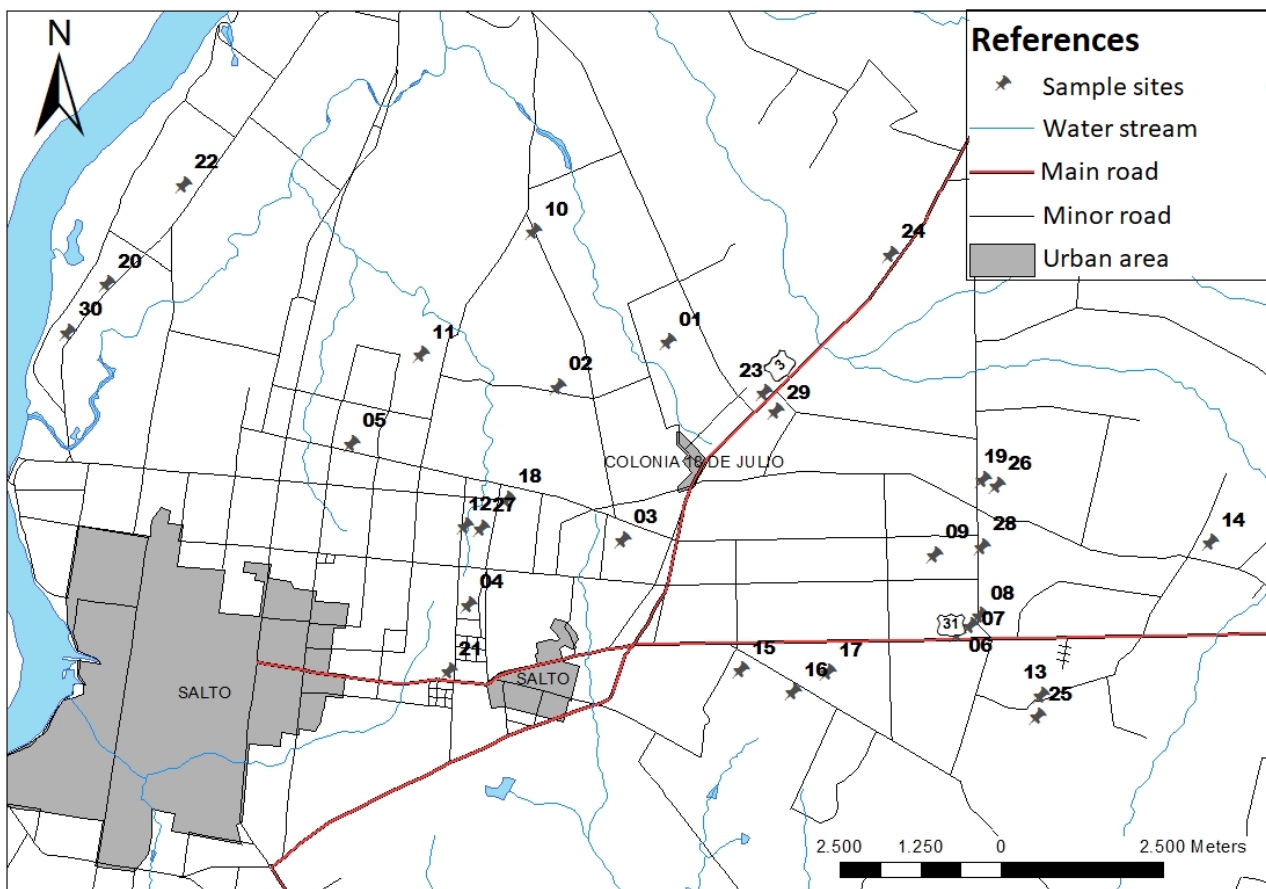 N
References
Sample sites
Water stream
Main road
Minor road
Urban area
22
10
24
20
30
01
11
02
23
3
29
05
COLONIA 18 DE JULIO
19
26
18
12
27
03
28
09
14
04
08
07
31
06
21
15
16
17
13
25
SALTO
SALTO
2.500 1.250 0 2.500 Meters